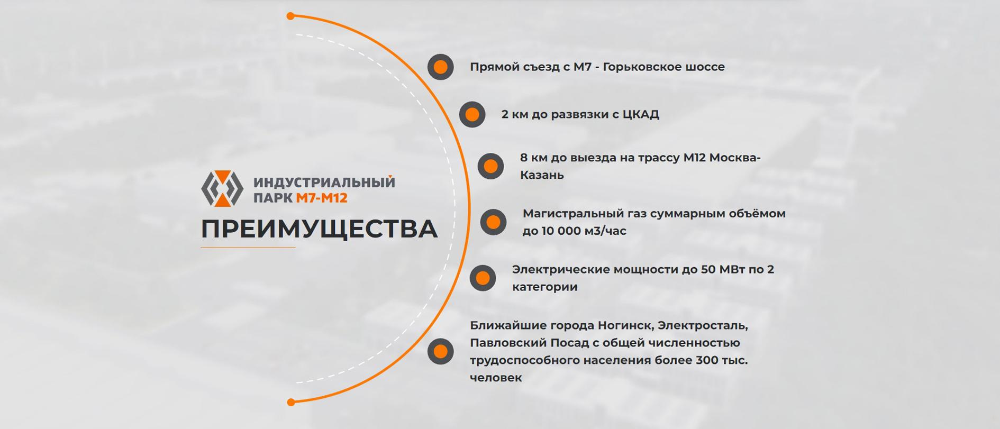 Прямой съезд с М7 - Горьковское шоссе
2 км до развязки с ЦКАД
8 км до выезда на трассу М12 Москва-
Казань
ИНДУСТРИАЛЬНЫЙ
ПАРК М7-М12
ПРЕИМУЩЕСТВА
Магистральный газ суммарным объёмом
до 10 000 м3/час
Электрические мощности до 50 МВт по 2
категории
Ближайшие города Ногинск, Электросталь,
Павловский Посад с общей численностью
трудоспособного населения более 300 тыс.
человек